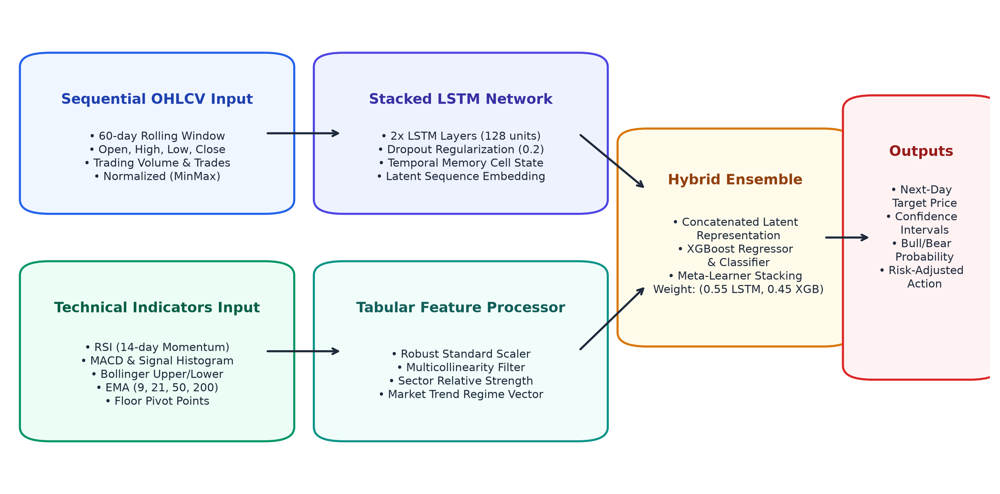 Sequential OHLCV Input
• 60-day Rolling Window
• Open, High, Low, Close
• Trading Volume & Trades
• Normalized (MinMax)
Stacked LSTM Network
• 2x LSTM Layers (128 units)
• Dropout Regularization (0.2)
• Temporal Memory Cell State
• Latent Sequence Embedding
Technical Indicators Input
• RSI (14-day Momentum)
• MACD & Signal Histogram
• Bollinger Upper/Lower
• EMA (9, 21, 50, 200)
• Floor Pivot Points
Tabular Feature Processor
• Robust Standard Scaler
• Multicollinearity Filter
• Sector Relative Strength
• Market Trend Regime Vector
Hybrid Ensemble
• Concatenated Latent
Representation
• XGBoost Regressor
& Classifier
• Meta-Learner Stacking
Weight: (0.55 LSTM, 0.45 XGB)
Outputs
• Next-Day
Target Price
• Confidence
Intervals
• Bull/Bear
Probability
• Risk-Adjusted
Action